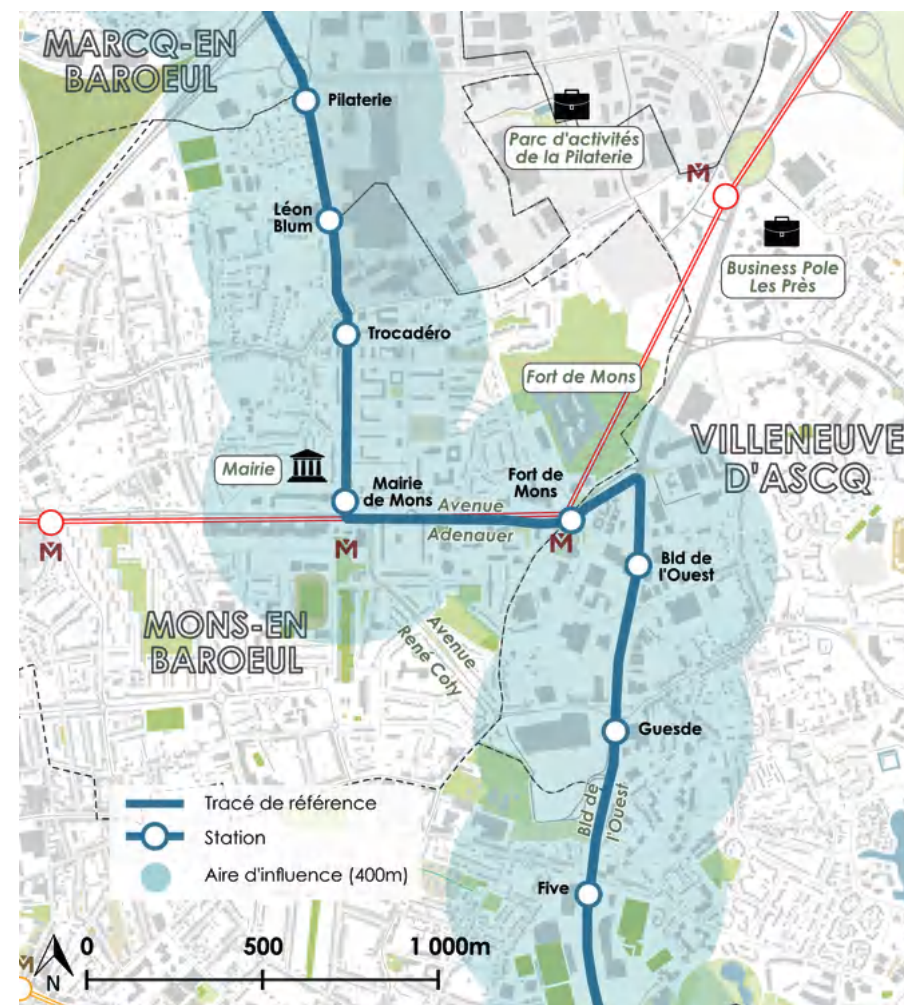 MARCQ-EN
BAROEUL
Pilaterie
Parc d'activités
de la Pilaterie
M
Léon
Blum
Business Pole
Les Près
Trocadéro
Fort de Mons
VILLENEUVE
D'ASCQ
Mairie
Mairie
de Mons
Fort de
Mons
Avenue
Adenauer
M
M
M
Bld de
l'Ouest
MONS-EN
BAROEUL
Avenue
René Coty
Guesde
Bld de
l'Ouest
Tracé de référence
Station
Aire d'influence (400m)
Five
0 500 1 000m
M
N